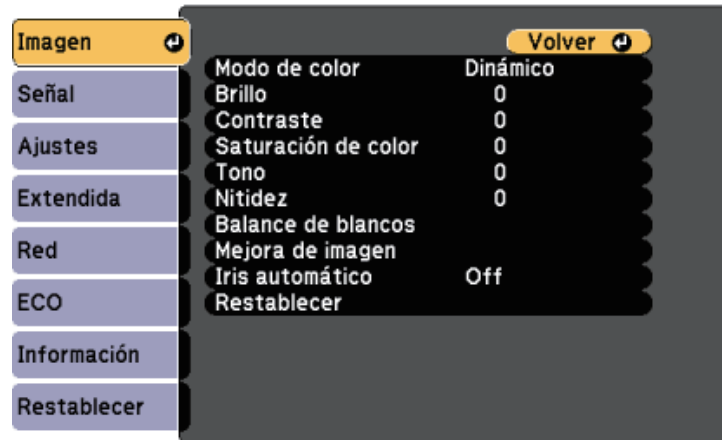 Imagen
Señal
Ajustes
Extendida
Red
ECO
Información
Restablecer
Volver
Modo de color Dinámico
Brillo 0
Contraste 0
Saturación de color 0
Tono 0
Nitidez 0
Balance de blancos
Mejora de imagen
Iris automático Off
Restablecer